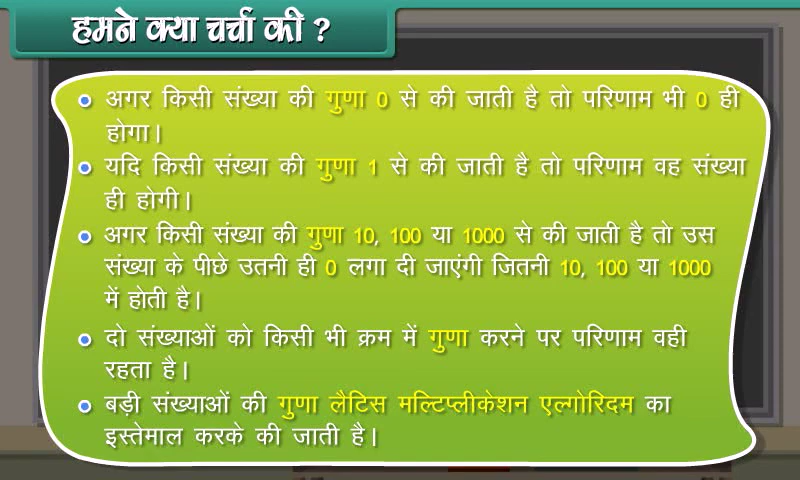 हमने क्या चर्चा की ?
अगर किसी संख्या की गुणा 0 से की जाती है तो परिणाम भी 0 ही
होगा।
यदि किसी संख्या की गुणा 1 से की जाती है तो परिणाम वह संख्या
ही होगी।
अगर किसी संख्या की गुणा 10, 100 या 1000 से की जाती है तो उस
संख्या के पीछे उतनी ही 0 लगा दी जाएंगी जितनी 10, 100 या 1000
में होती है।
दो संख्याओं को किसी भी क्रम में गुणा करने पर परिणाम वही
रहता है।
बड़ी संख्याओं की गुणा लैटिस मल्टिप्लीकेशन एल्गोरिदम का
इस्तेमाल करके की जाती है।